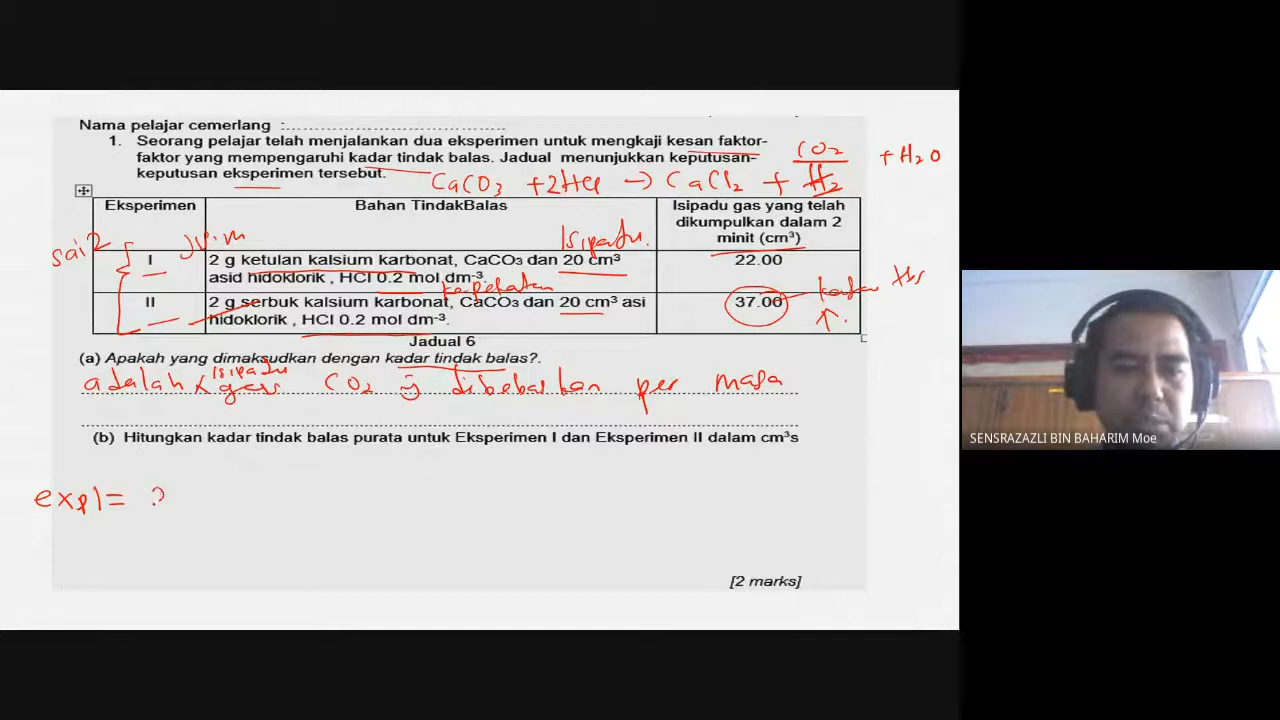 Nama pelajar cemerlang :
1. Seorang pelajar telah menjalankan dua eksperimen untuk mengkaji kesan faktor-
faktor yang mempengaruhi kadar tindak balas. Jadual menunjukkan keputusan-
keputusan eksperimen tersebut.
CaCO3 + 2HCl → CaCl2 + H2
CO2 + H2O
Eksperimen
Bahan TindakBalas
Isipadu gas yang telah
dikumpulkan dalam 2
minit (cm³)
saiz
Isipadu.
I
2 g ketulan kalsium karbonat, CaCO₃ dan 20 cm³
asid hidoklorik , HCl 0.2 mol dm-³.
22.00
kepekatan
II
2 g serbuk kalsium karbonat, CaCO₃ dan 20 cm³ asi
hidoklorik , HCl 0.2 mol dm-³.
37.00
kadar tbs
↑.
Jadual 6
(a) Apakah yang dimaksudkan dengan kadar tindak balas?.
isipadu
adalah gas CO2 yg dibebaskan per masa
(b) Hitungkan kadar tindak balas purata untuk Eksperimen I dan Eksperimen II dalam cm³s
exp1 =
[2 marks]
SENSRAZAZLI BIN BAHARIM Moe